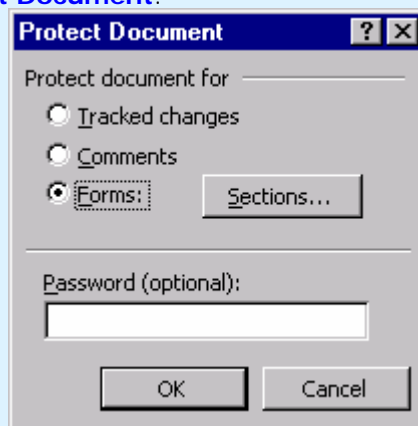 t Document.
Protect Document
Protect document for
Tracked changes
Comments
Forms:
Sections...
Password (optional):
OK
Cancel